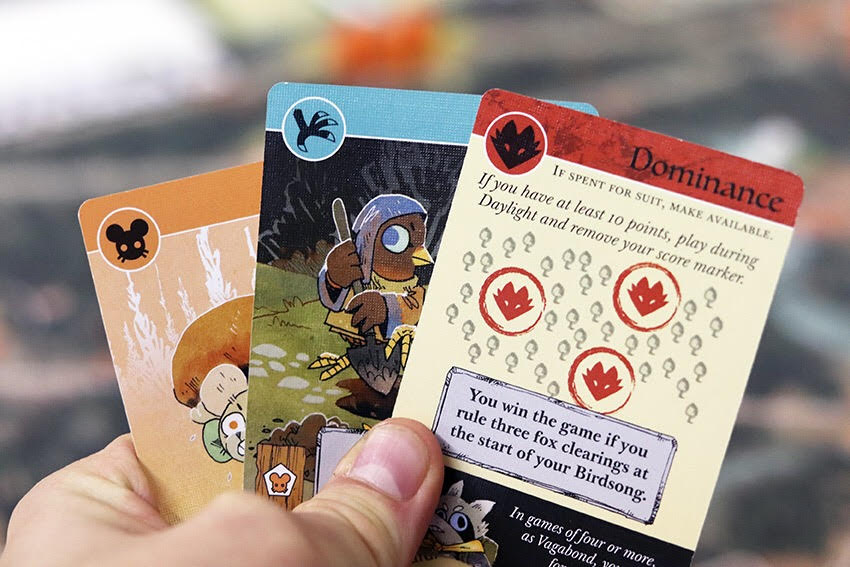 Dominance
If spent for suit, make available.
If you have at least 10 points, play during
Daylight and remove your score marker.
You win the game if you
rule three fox clearings at
the start of your Birdsong.
In games of four or more,
as Vagabond, you